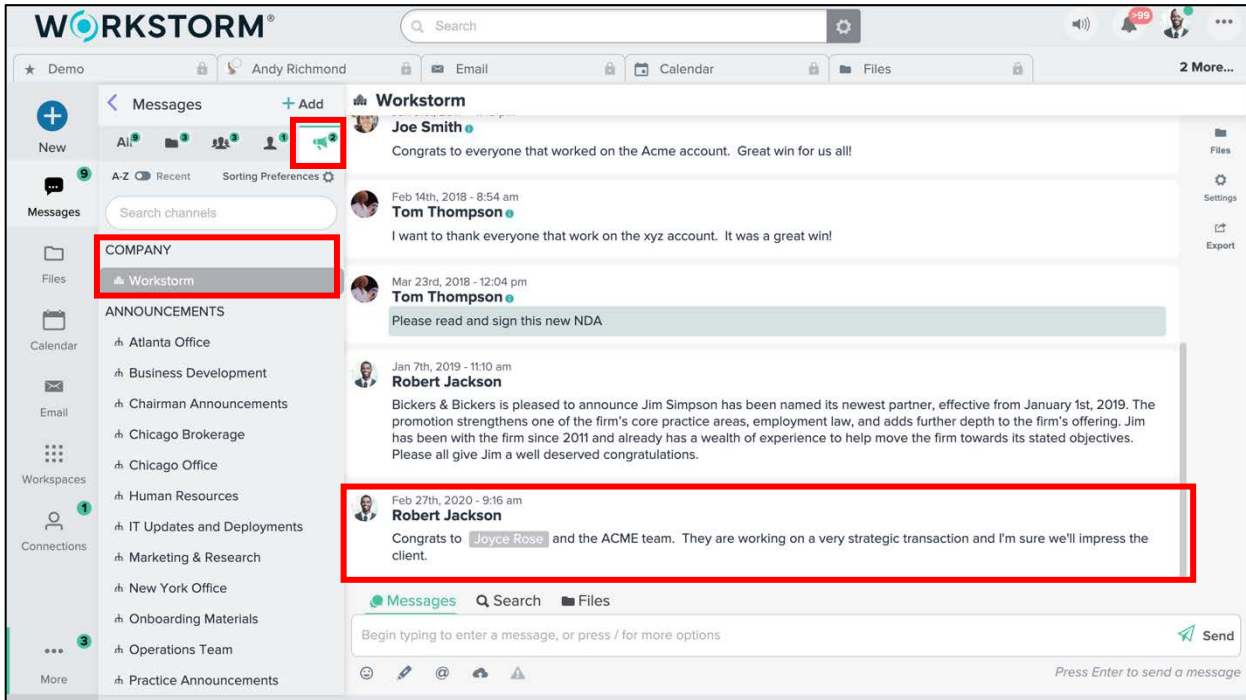 WORKSTORM®
Search
>99
Demo
Andy Richmond
Email
Calendar
Files
2 More...
New
9
Messages
Files
Calendar
Email
Workspaces
1
Connections
3
More
Messages
+ Add
All 9
3
3
1
2
A-Z
Recent
Sorting Preferences
Search channels
COMPANY
Workstorm
ANNOUNCEMENTS
Atlanta Office
Business Development
Chairman Announcements
Chicago Brokerage
Chicago Office
Human Resources
IT Updates and Deployments
Marketing & Research
New York Office
Onboarding Materials
Operations Team
Practice Announcements
Workstorm
Joe Smith
Congrats to everyone that worked on the Acme account. Great win for us all!
Feb 14th, 2018 - 8:54 am
Tom Thompson
I want to thank everyone that work on the xyz account. It was a great win!
Mar 23rd, 2018 - 12:04 pm
Tom Thompson
Please read and sign this new NDA
Jan 7th, 2019 - 11:10 am
Robert Jackson
Bickers & Bickers is pleased to announce Jim Simpson has been named its newest partner, effective from January 1st, 2019. The
promotion strengthens one of the firm's core practice areas, employment law, and adds further depth to the firm's offering. Jim
has been with the firm since 2011 and already has a wealth of experience to help move the firm towards its stated objectives.
Please all give Jim a well deserved congratulations.
Feb 27th, 2020 - 9:16 am
Robert Jackson
Congrats to Joyce Rose and the ACME team. They are working on a very strategic transaction and I'm sure we'll impress the
client.
Files
Settings
Export
Messages
Search
Files
Begin typing to enter a message, or press / for more options
Send
Press Enter to send a message